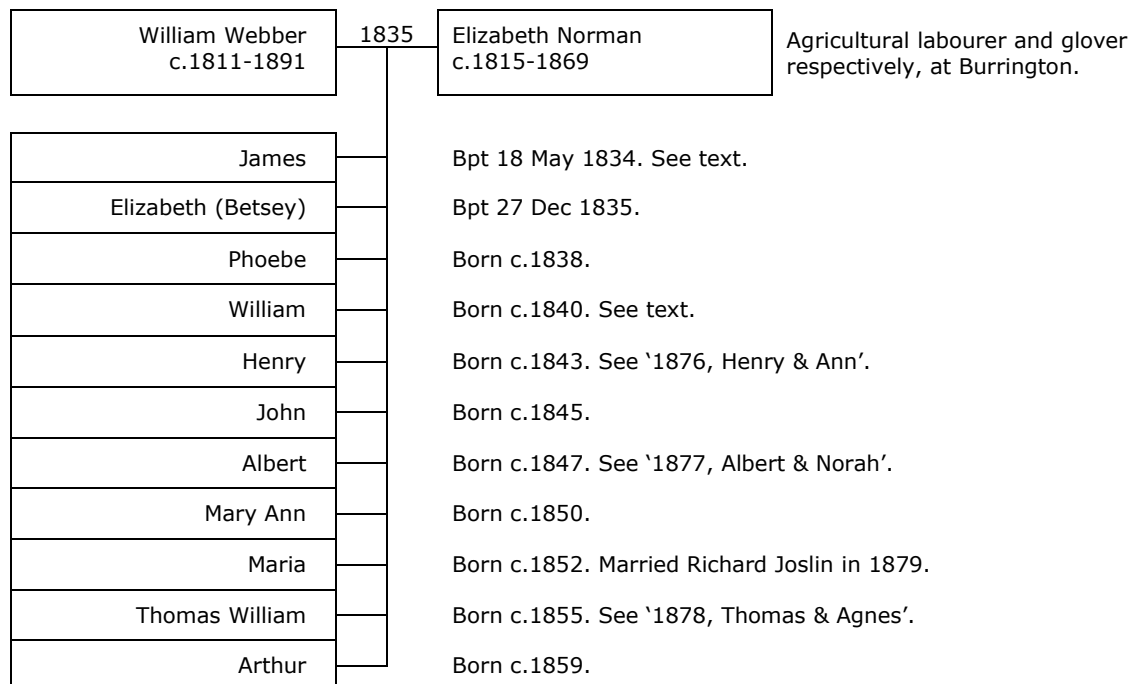 William Webber
c.1811-1891
1835
Elizabeth Norman
c.1815-1869
Agricultural labourer and glover
respectively, at Burrington.
James Bpt 18 May 1834. See text.
Elizabeth (Betsey) Bpt 27 Dec 1835.
Phoebe Born c.1838.
William Born c.1840. See text.
Henry Born c.1843. See ‘1876, Henry & Ann’.
John Born c.1845.
Albert Born c.1847. See ‘1877, Albert & Norah’.
Mary Ann Born c.1850.
Maria Born c.1852. Married Richard Joslin in 1879.
Thomas William Born c.1855. See ‘1878, Thomas & Agnes’.
Arthur Born c.1859.